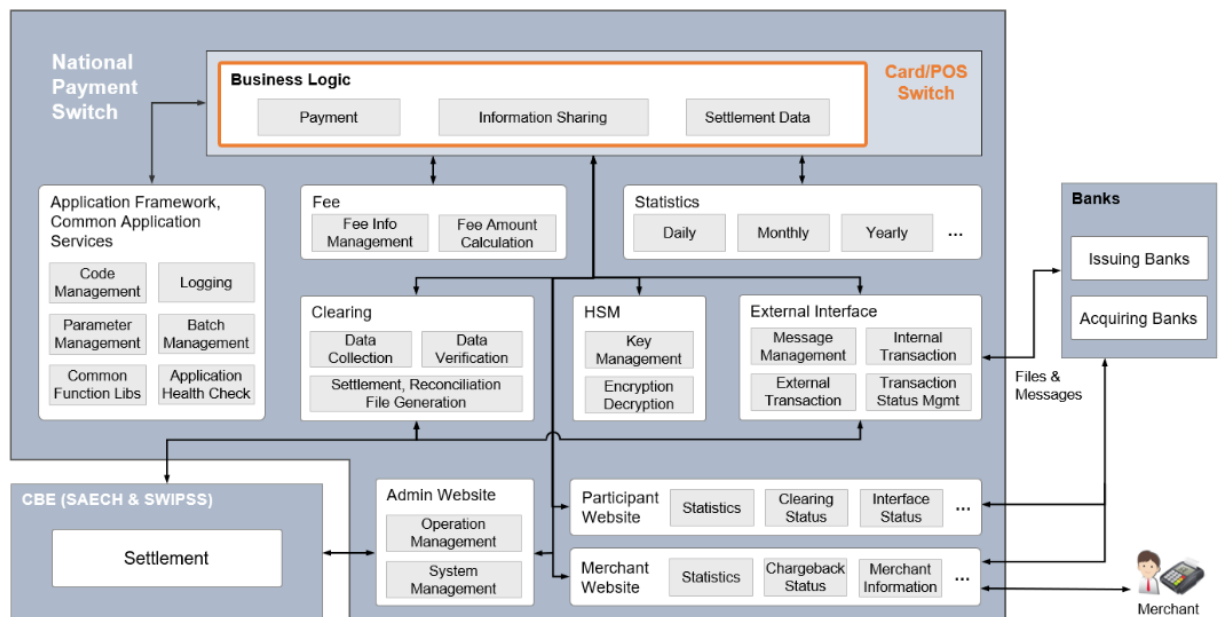 National
Payment
Switch
Business Logic
Payment
Information Sharing
Settlement Data
Card/POS
Switch
Application Framework,
Common Application
Services
Code
Management
Logging
Parameter
Management
Batch
Management
Common
Function Libs
Application
Health Check
Fee
Fee Info
Management
Fee Amount
Calculation
Statistics
Daily
Monthly
Yearly
...
Clearing
Data
Collection
Data
Verification
Settlement, Reconciliation
File Generation
HSM
Key
Management
Encryption
Decryption
External Interface
Message
Management
Internal
Transaction
External
Transaction
Transaction
Status Mgmt
Banks
Issuing Banks
Acquiring Banks
Files &
Messages
CBE (SAECH & SWIPSS)
Settlement
Admin Website
Operation
Management
System
Management
Participant
Website
Statistics
Clearing
Status
Interface
Status
...
Merchant
Website
Statistics
Chargeback
Status
Merchant
Information
...
Merchant